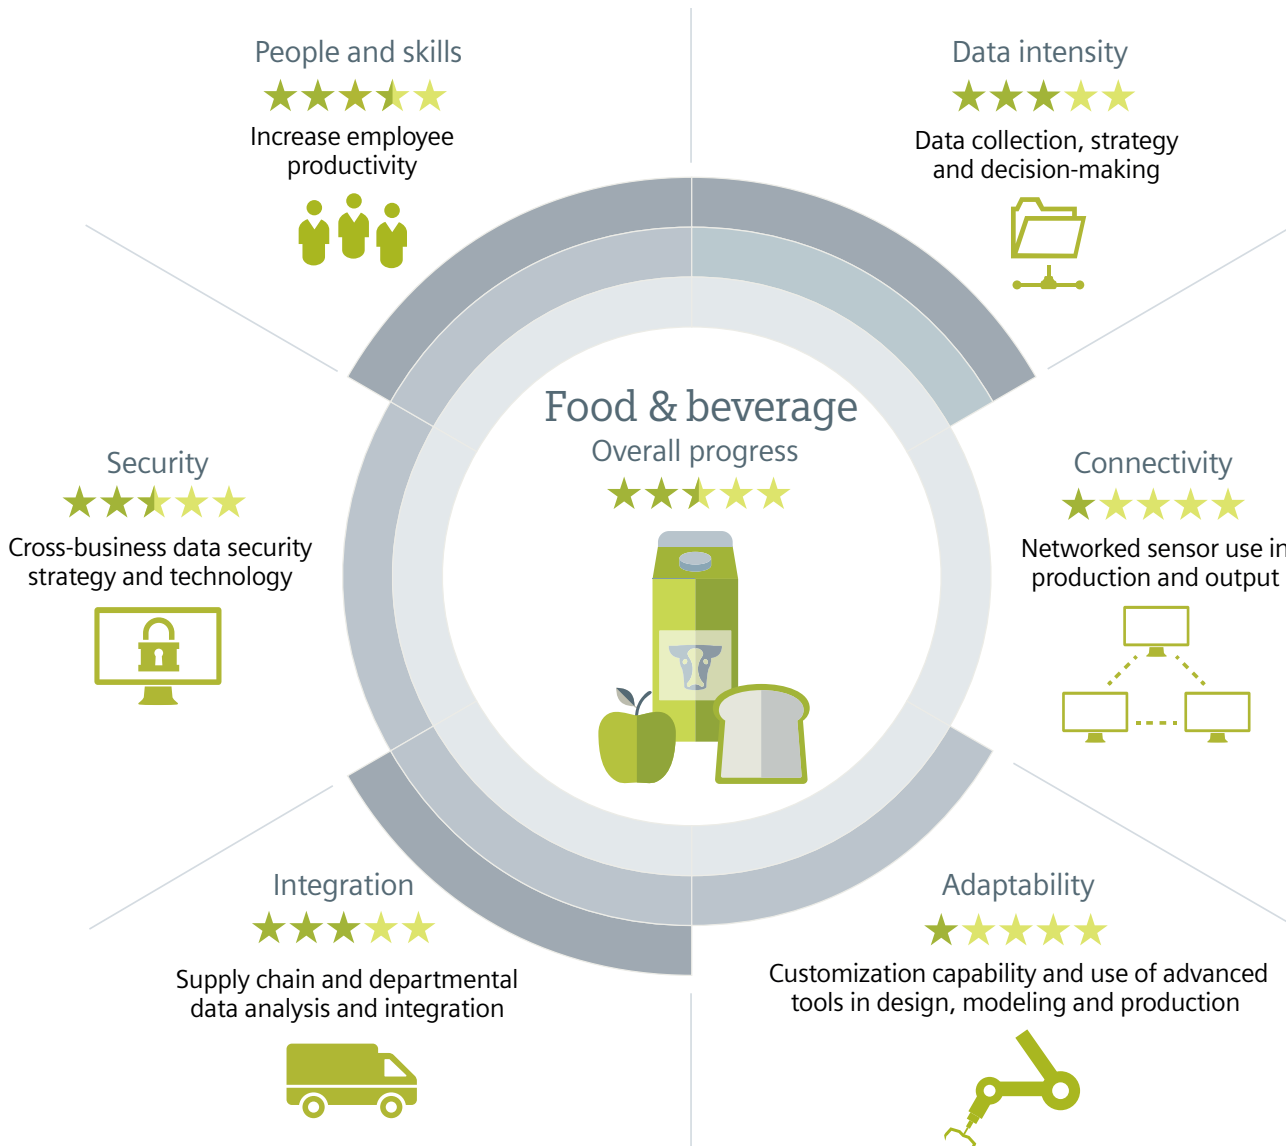 People and skills
Increase employee
productivity
Data intensity
Data collection, strategy
and decision-making
Food & beverage
Overall progress
Security
Cross-business data security
strategy and technology
Connectivity
Networked sensor use in
production and output
Integration
Supply chain and departmental
data analysis and integration
Adaptability
Customization capability and use of advanced
tools in design, modeling and production